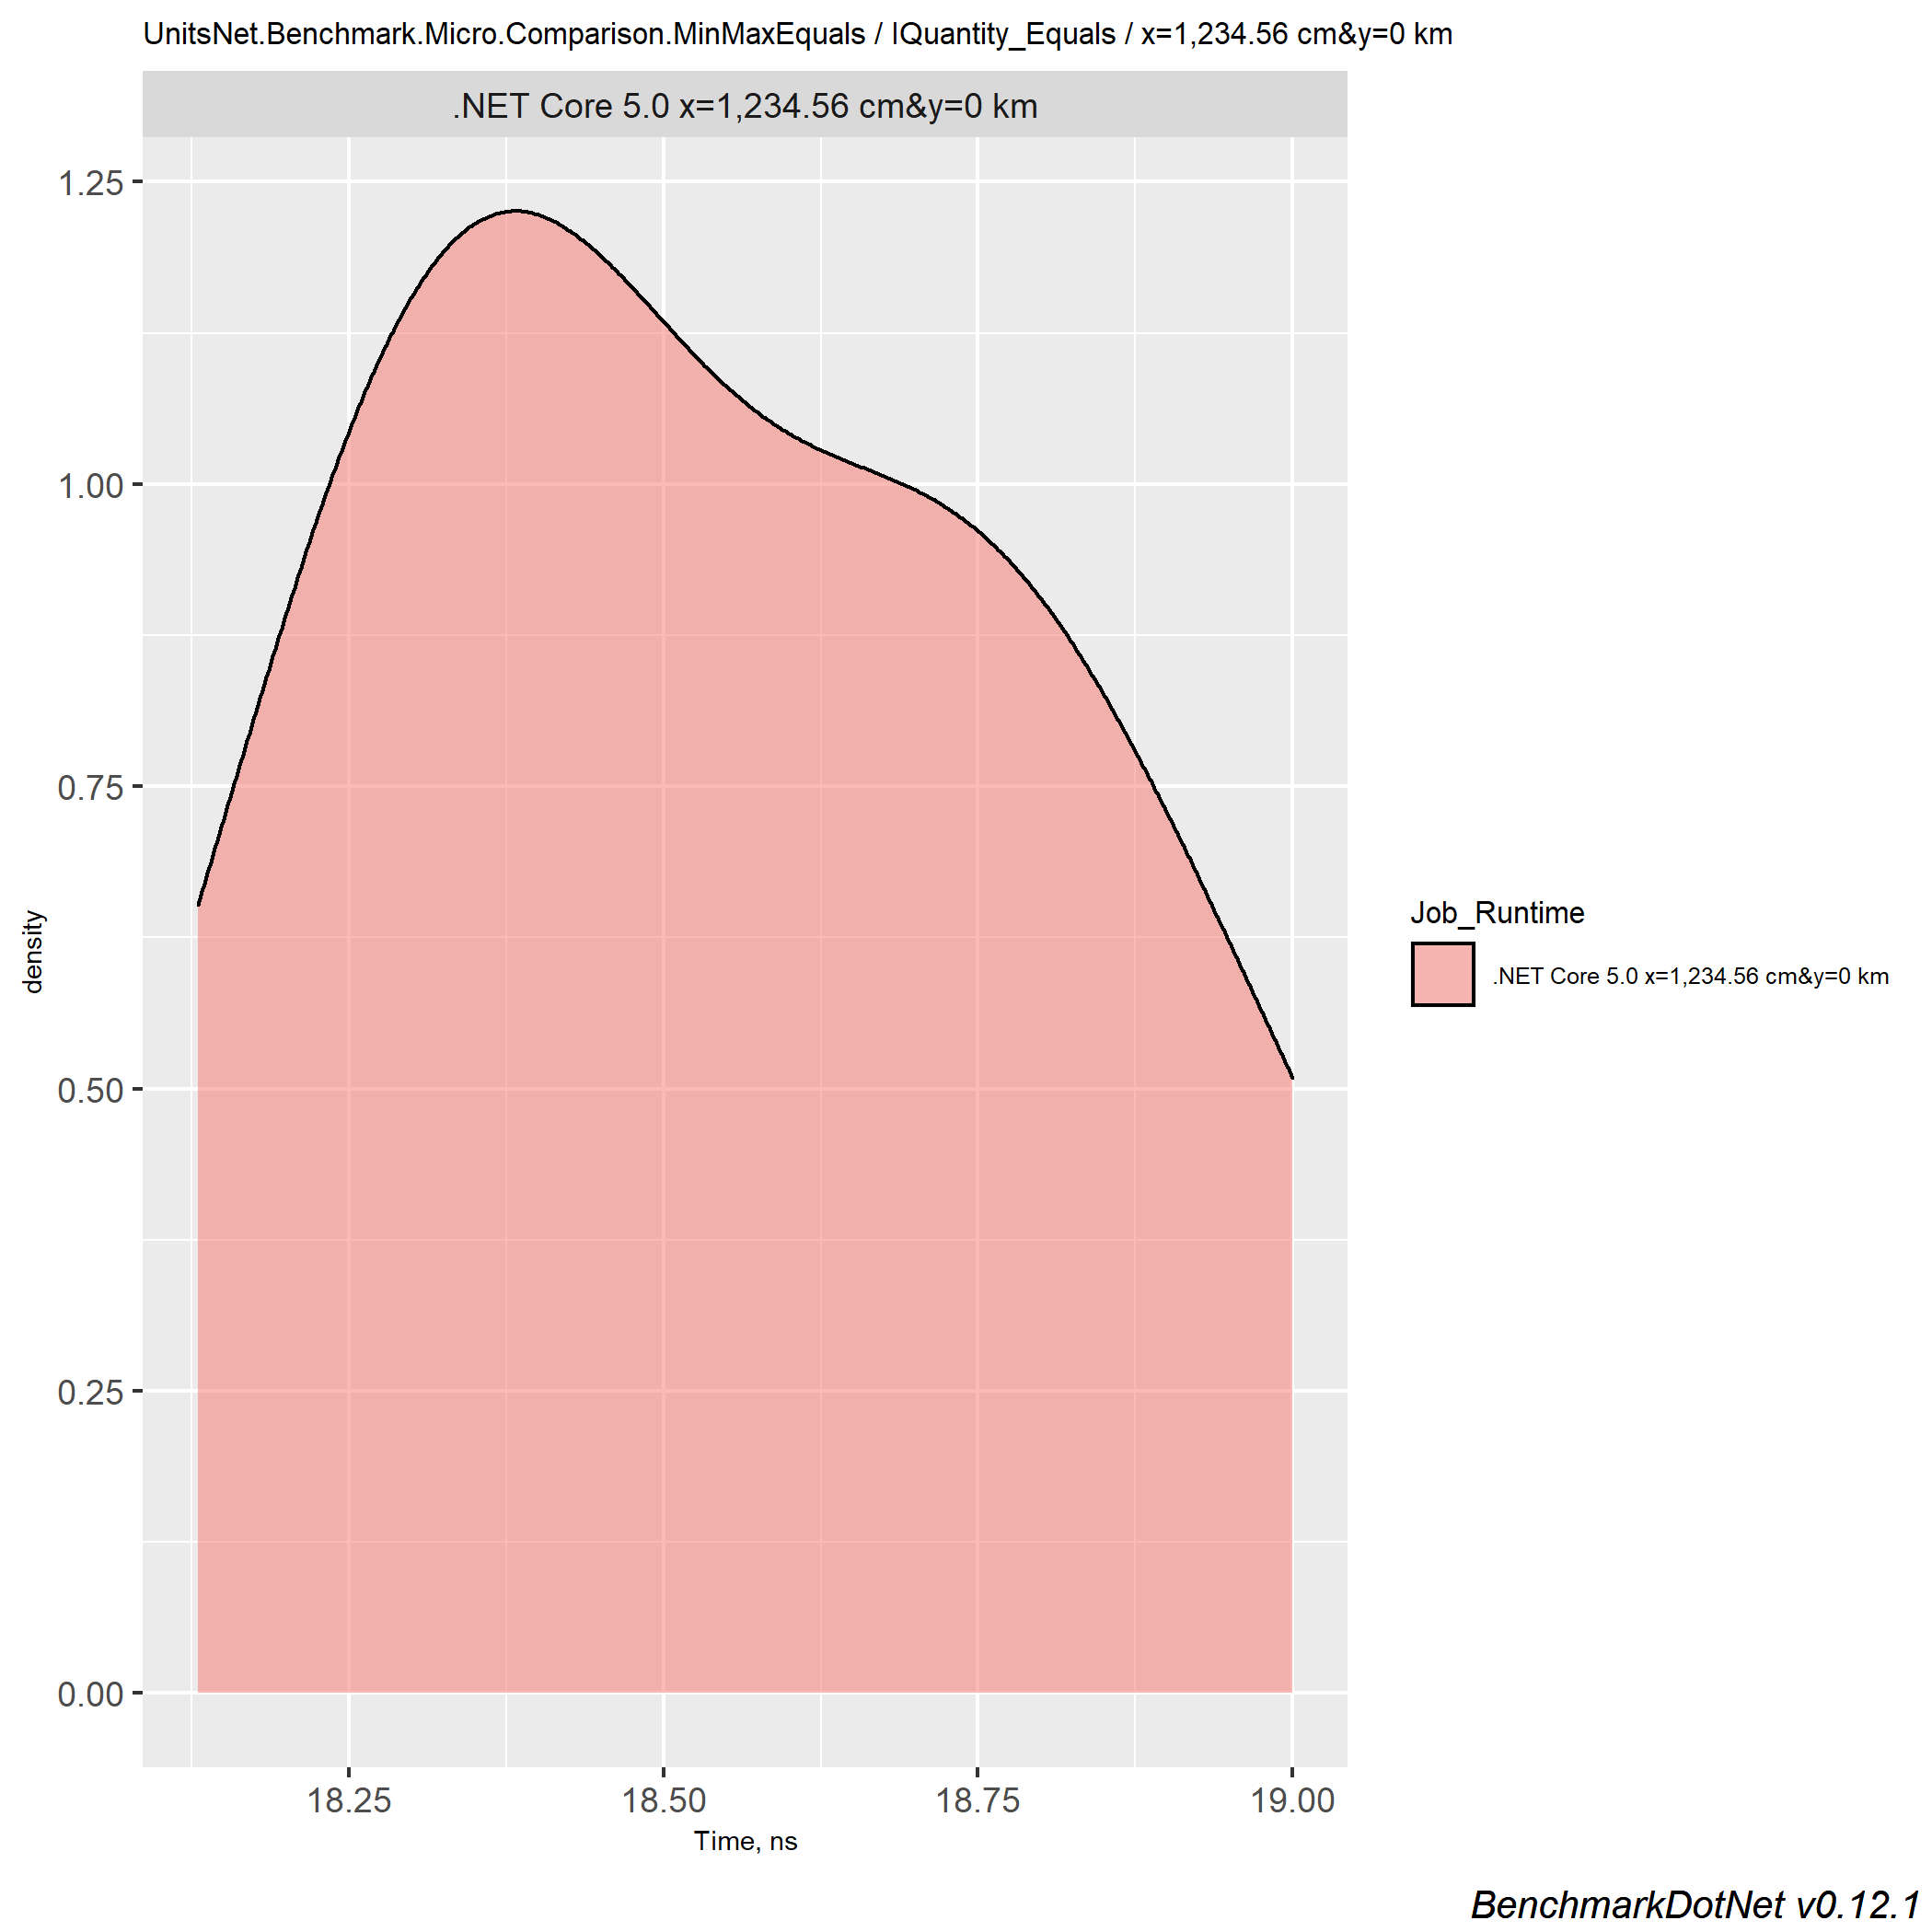 UnitsNet.Benchmark.Micro.Comparison.MinMaxEquals / IQuantity_Equals / x=1,234.56 cm&y=0 km
.NET Core 5.0 x=1,234.56 cm&y=0 km
1.25
1.00
0.75
0.50
0.25
0.00
density
18.25 18.50 18.75 19.00
Time, ns
Job_Runtime
.NET Core 5.0 x=1,234.56 cm&y=0 km
BenchmarkDotNet v0.12.1